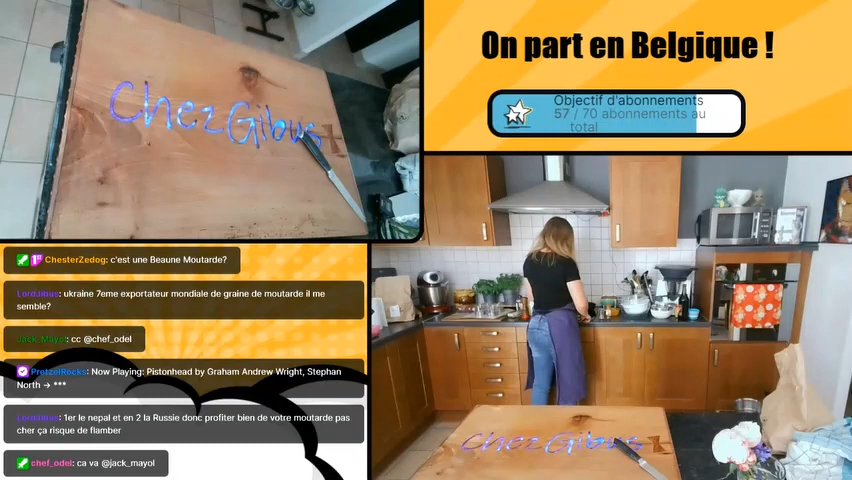 ChezGibus
On part en Belgique !
Objectif d'abonnements
57 / 70 abonnements au
total
ChesterZedog: c'est une Beaune Moutarde?
LordJibus: ukraine 7eme exportateur mondiale de graine de moutarde il me
semble?
Jack_Mayol: cc @chef_odel
PretzelRocks: Now Playing: Pistonhead by Graham Andrew Wright, Stephan
North → ***
LordJibus: 1er le nepal et en 2 la Russie donc profiter bien de votre moutarde pas
cher ça risque de flamber
chef_odel: ca va @jack_mayol
ChezGibus